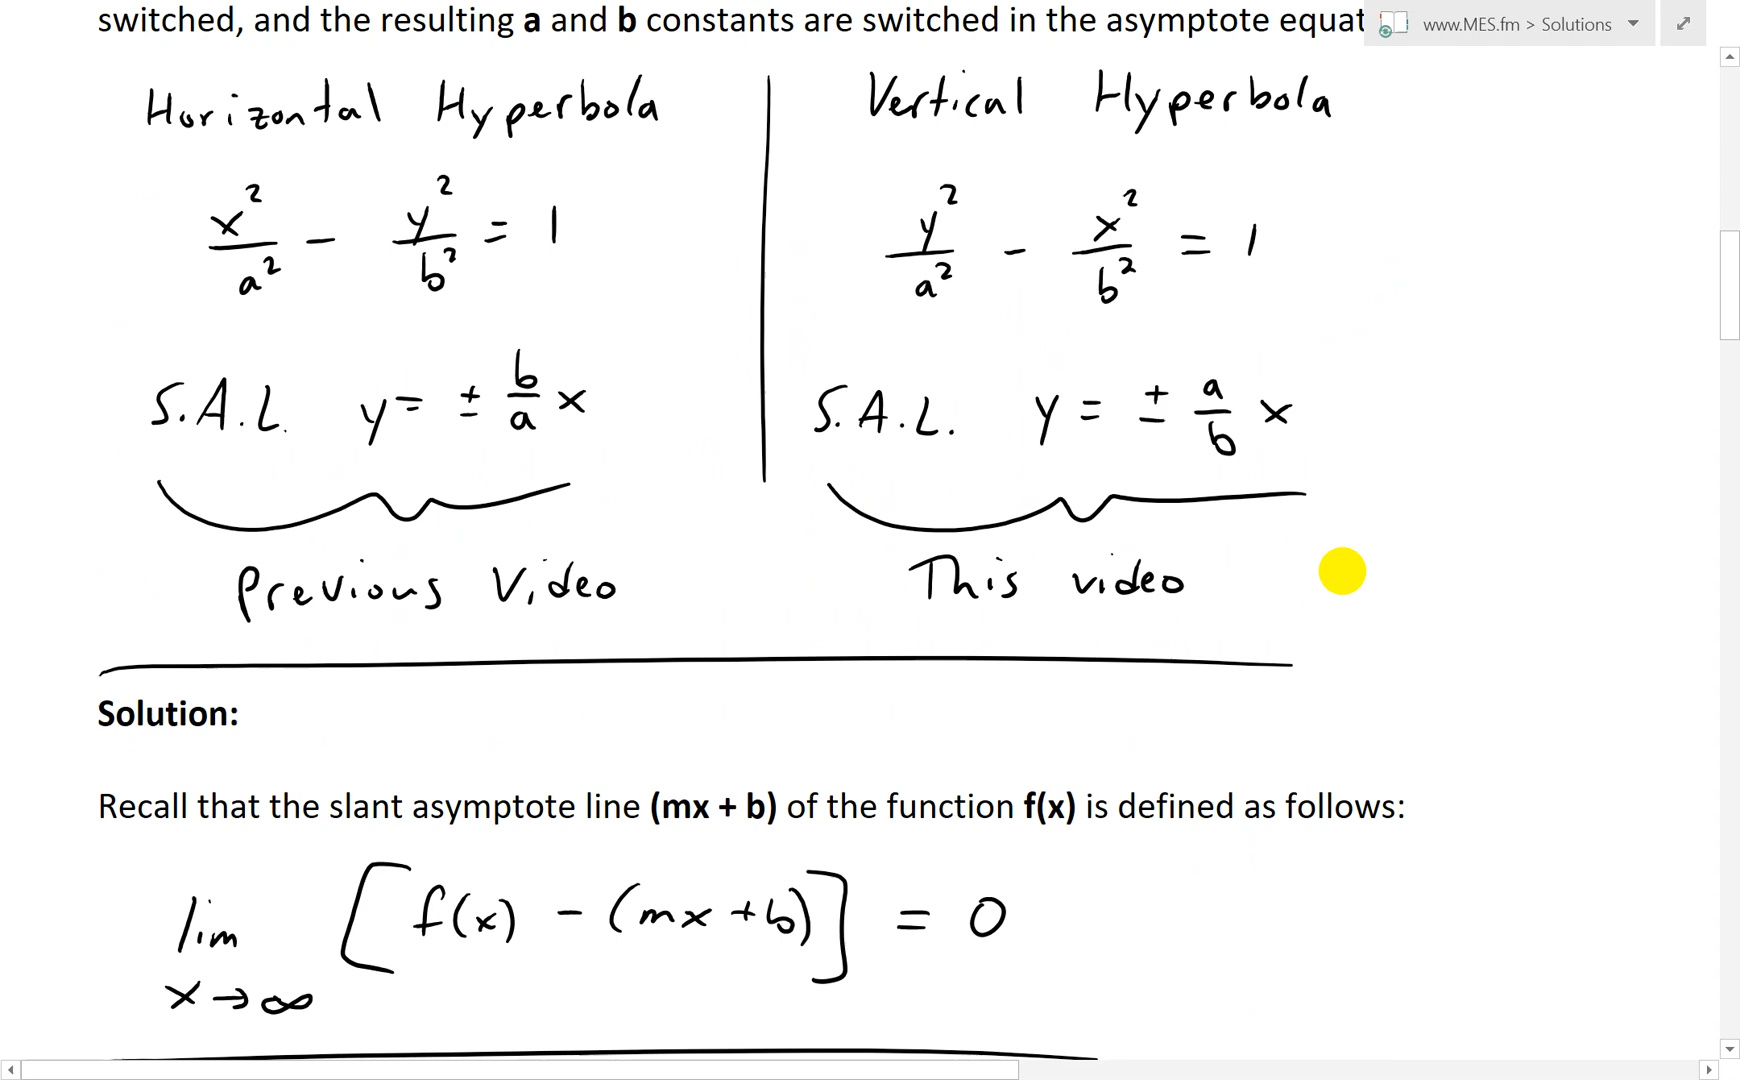 switched, and the resulting a and b constants are switched in the asymptote equat
www.MES.fm > Solutions
Horizontal Hyperbola
x²/a² - y²/b² = 1
S.A.L. y = ± b/a x
Previous Video
Vertical Hyperbola
y²/a² - x²/b² = 1
S.A.L. y = ± a/b x
This video
Solution:
Recall that the slant asymptote line (mx + b) of the function f(x) is defined as follows:
lim x→∞ [f(x) - (mx + b)] = 0